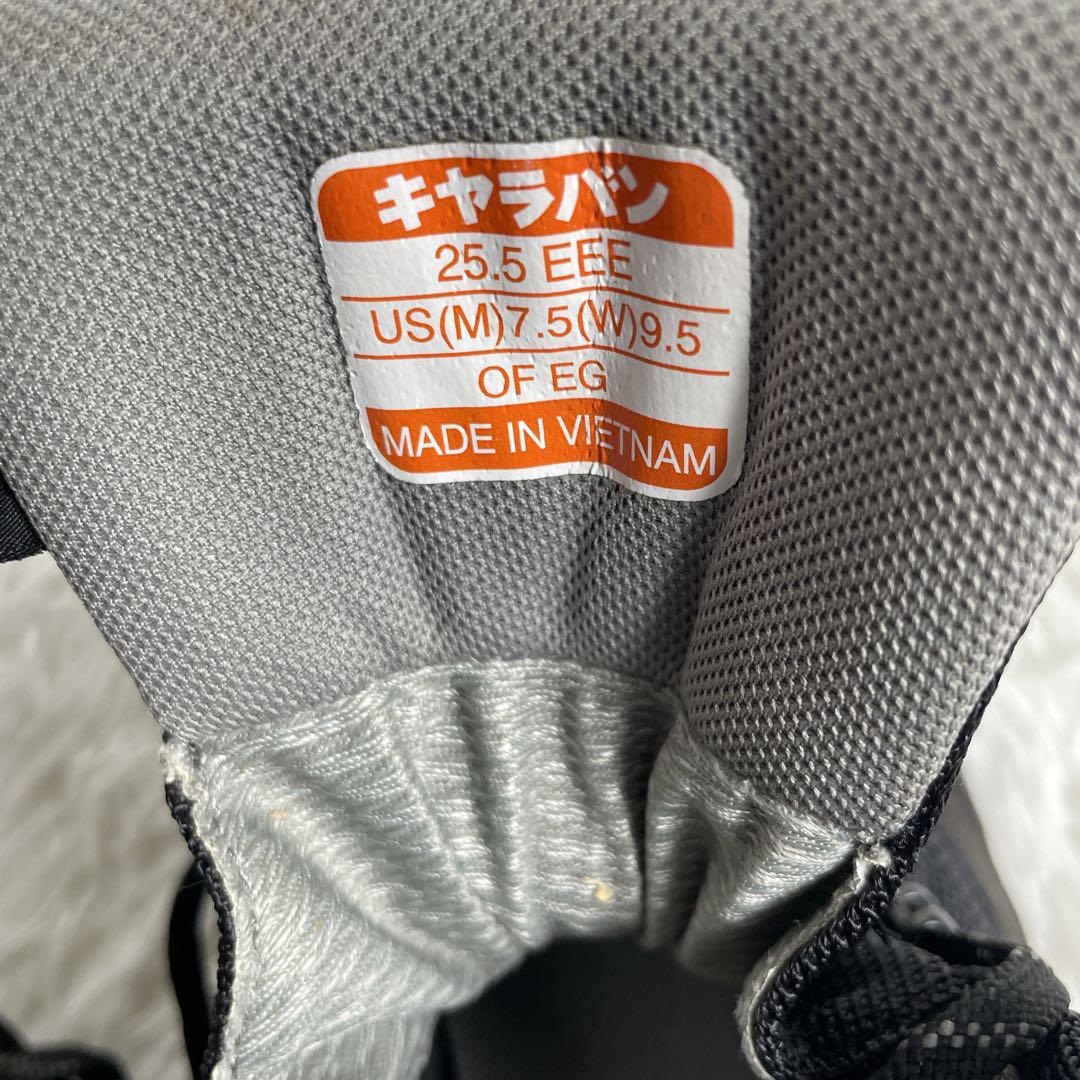 キャラバン
25.5 EEE
US(M)7.5(W)9.5
OF EG
MADE IN VIETNAM